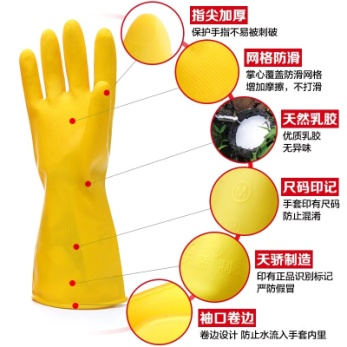 指尖加厚
保护手指不易被刺破
网格防滑
掌心覆盖防滑网格
增加摩擦，不打滑
天然乳胶
优质乳胶
无异味
尺码印记
M
手套印有尺码
防止混淆
天骄制造
印有正品识别标记
严防假冒
袖口卷边
卷边设计 防止水流入手套内里